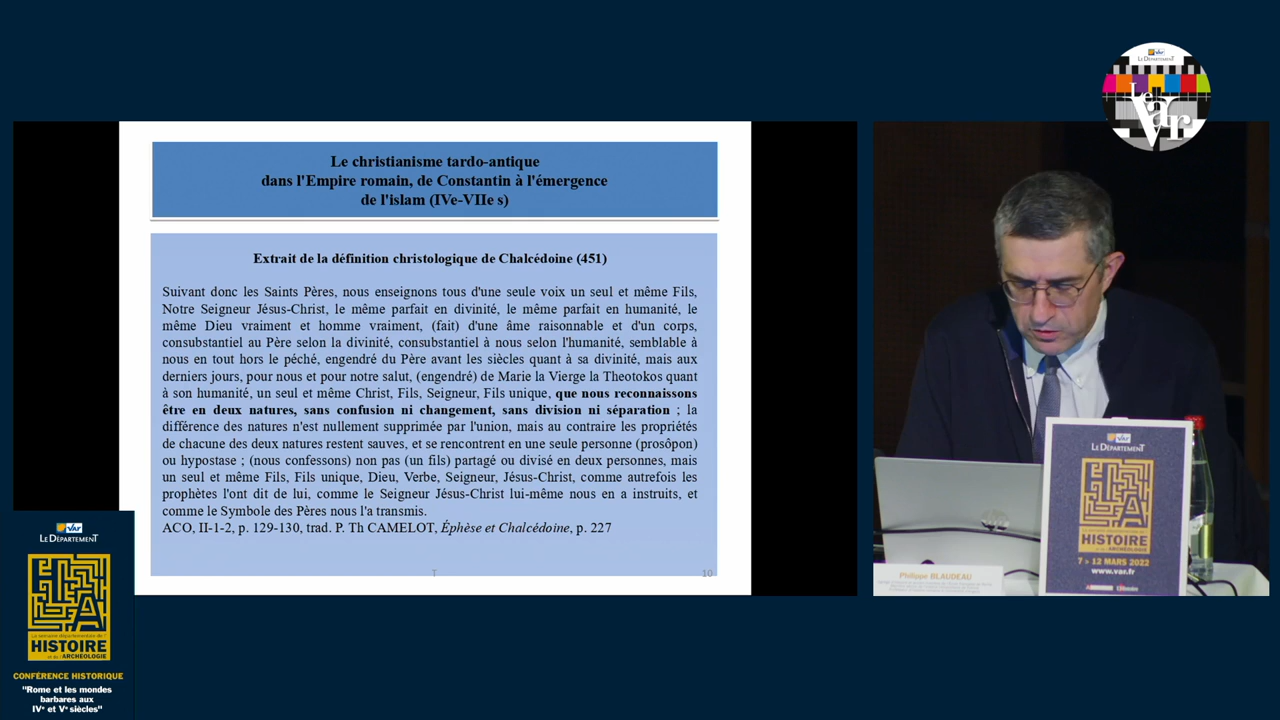 Le christianisme tardo-antique
dans l'Empire romain, de Constantin à l'émergence
de l'islam (IVe-VIIe s)
Extrait de la définition christologique de Chalcédoine (451)
Suivant donc les Saints Pères, nous enseignons tous d'une seule voix un seul et même Fils,
Notre Seigneur Jésus-Christ, le même parfait en divinité, le même parfait en humanité, le
même Dieu vraiment et homme vraiment, (fait) d'une âme raisonnable et d'un corps,
consubstantiel au Père selon la divinité, consubstantiel à nous selon l'humanité, semblable à
nous en tout hors le péché, engendré du Père avant les siècles quant à sa divinité, mais aux
derniers jours, pour nous et pour notre salut, (engendré) de Marie la Vierge la Theotokos quant
à son humanité, un seul et même Christ, Fils, Seigneur, Fils unique, que nous reconnaissons
être en deux natures, sans confusion ni changement, sans division ni séparation ; la
différence des natures n'est nullement supprimée par l'union, mais au contraire les propriétés
de chacune des deux natures restent sauves, et se rencontrent en une seule personne (prosôpon)
ou hypostase ; (nous confessons) non pas (un fils) partagé ou divisé en deux personnes, mais
un seul et même Fils, Fils unique, Dieu, Verbe, Seigneur, Jésus-Christ, comme autrefois les
prophètes l'ont dit de lui, comme le Seigneur Jésus-Christ lui-même nous en a instruits, et
comme le Symbole des Pères nous l'a transmis.
ACO, II-1-2, p. 129-130, trad. P. Th CAMELOT, Éphèse et Chalcédoine, p. 227
T
10
VAR
LE DÉPARTEMENT
Le Var
VAR
LE DÉPARTEMENT
HISTOIRE
7 > 12 MARS 2022
www.var.fr
Philippe BLAUDEAU
VAR
LE DÉPARTEMENT
H
A
La semaine départementale de l'
HISTOIRE
et de l'ARCHÉOLOGIE
CONFÉRENCE HISTORIQUE
"Rome et les mondes
barbares aux
IVe et Ve siècles"